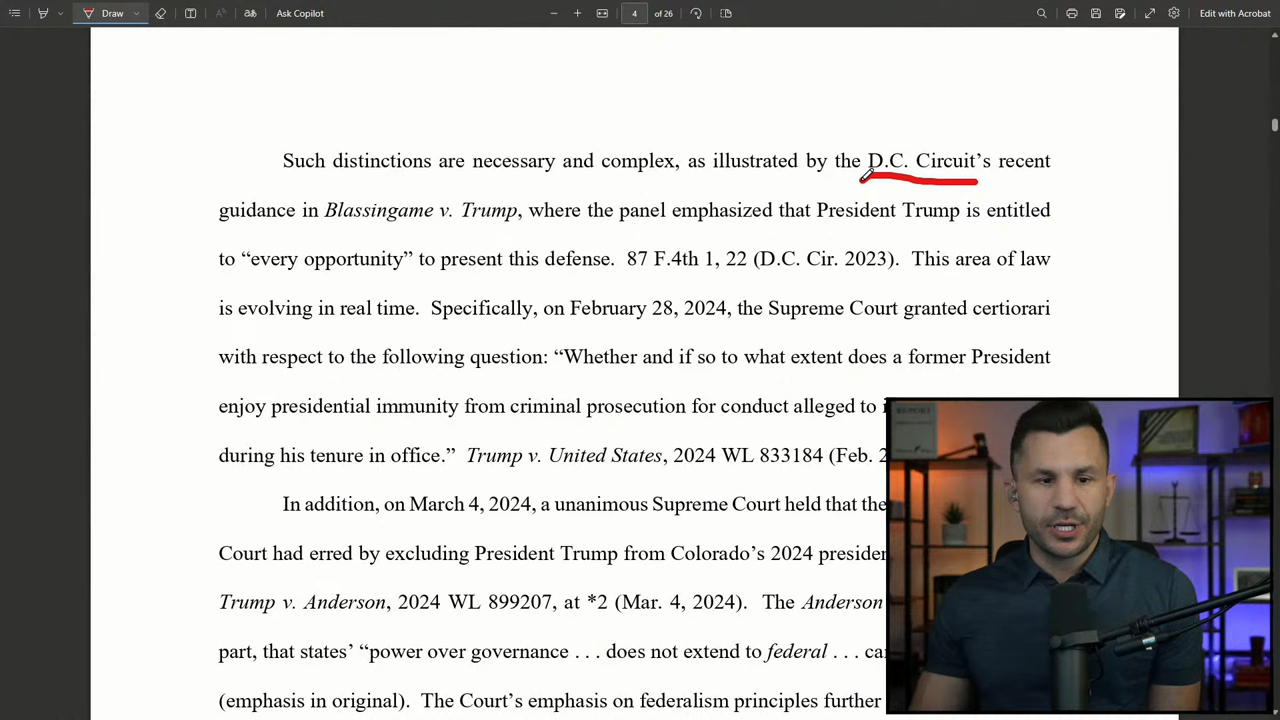 Draw
Ask Copilot
4 of 26
Edit with Acrobat
Such distinctions are necessary and complex, as illustrated by the D.C. Circuit’s recent
guidance in Blassingame v. Trump, where the panel emphasized that President Trump is entitled
to “every opportunity” to present this defense. 87 F.4th 1, 22 (D.C. Cir. 2023). This area of law
is evolving in real time. Specifically, on February 28, 2024, the Supreme Court granted certiorari
with respect to the following question: “Whether and if so to what extent does a former President
enjoy presidential immunity from criminal prosecution for conduct alleged to
during his tenure in office.” Trump v. United States, 2024 WL 833184 (Feb. 2
In addition, on March 4, 2024, a unanimous Supreme Court held that the
Court had erred by excluding President Trump from Colorado’s 2024
Trump v. Anderson, 2024 WL 899207, at *2 (Mar. 4, 2024). The Anderson
part, that states’ “power over governance . . . does not extend to federal . . .
(emphasis in original). The Court’s emphasis on federalism principles further